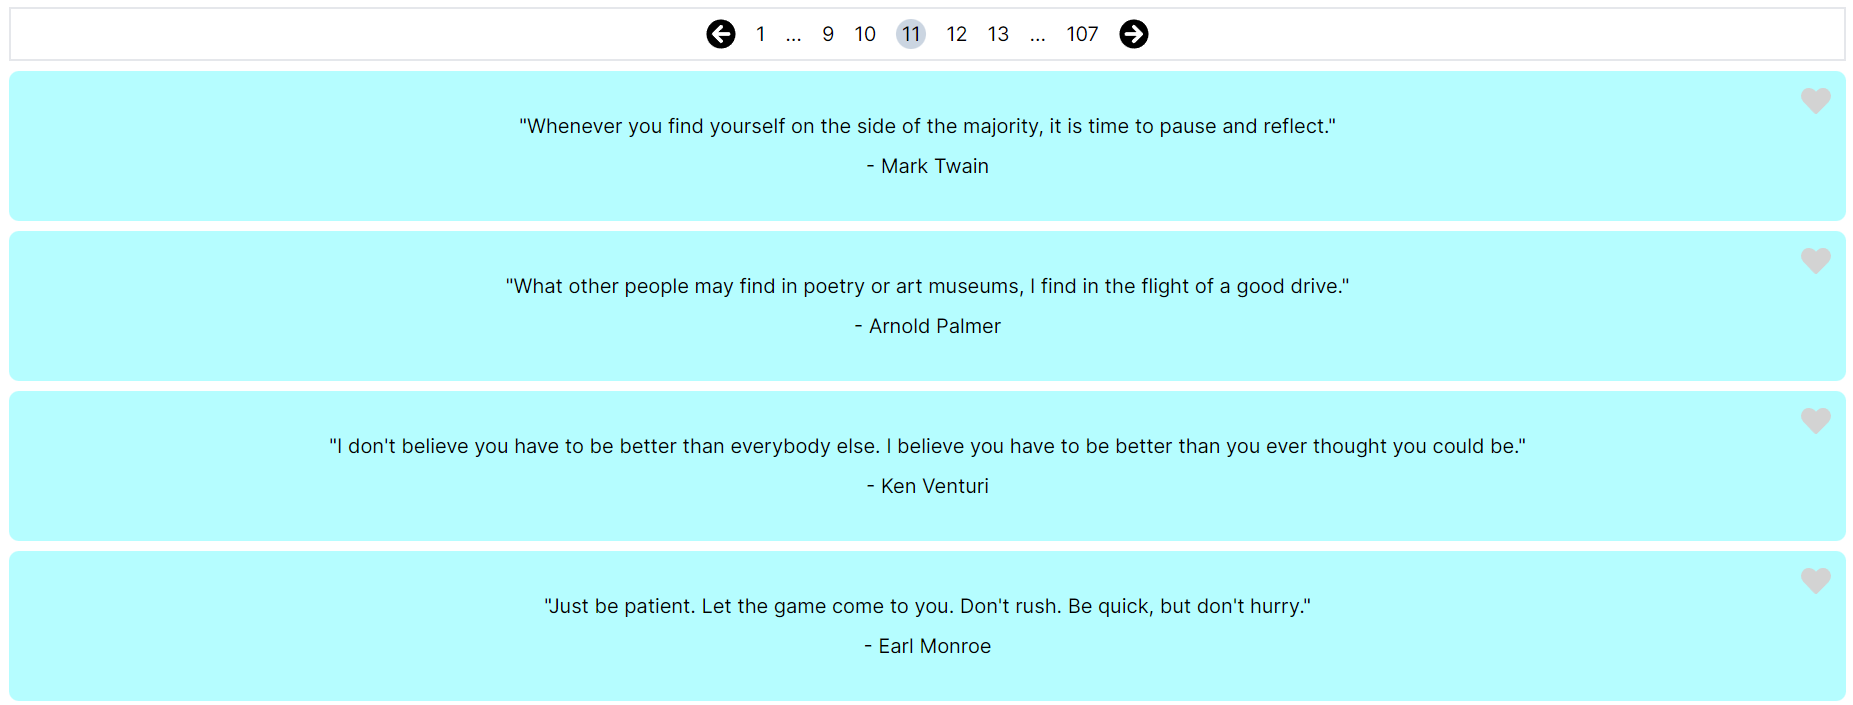 1 ... 9 10 11 12 13 ... 107
"Whenever you find yourself on the side of the majority, it is time to pause and reflect."
- Mark Twain
"What other people may find in poetry or art museums, I find in the flight of a good drive."
- Arnold Palmer
"I don't believe you have to be better than everybody else. I believe you have to be better than you ever thought you could be."
- Ken Venturi
"Just be patient. Let the game come to you. Don't rush. Be quick, but don't hurry."
- Earl Monroe